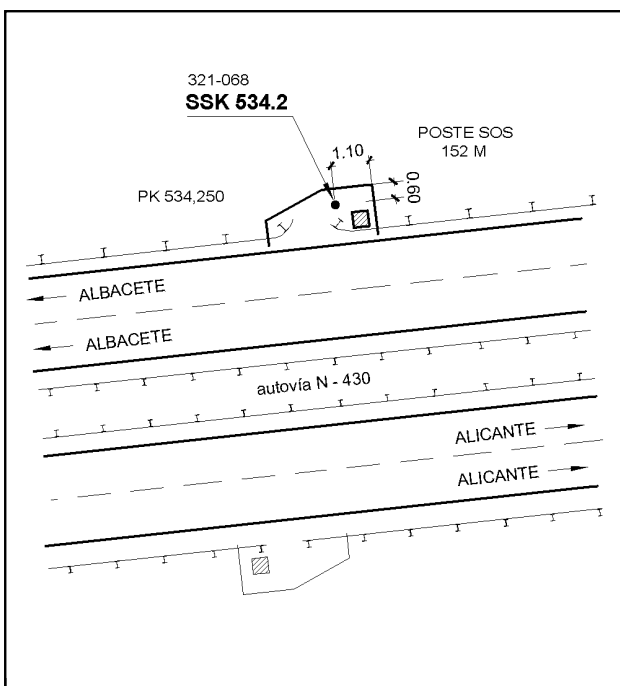 321-068
SSK 534.2
POSTE SOS
152 M
1.10
0.60
PK 534,250
ALBACETE
ALBACETE
autovía N - 430
ALICANTE
ALICANTE